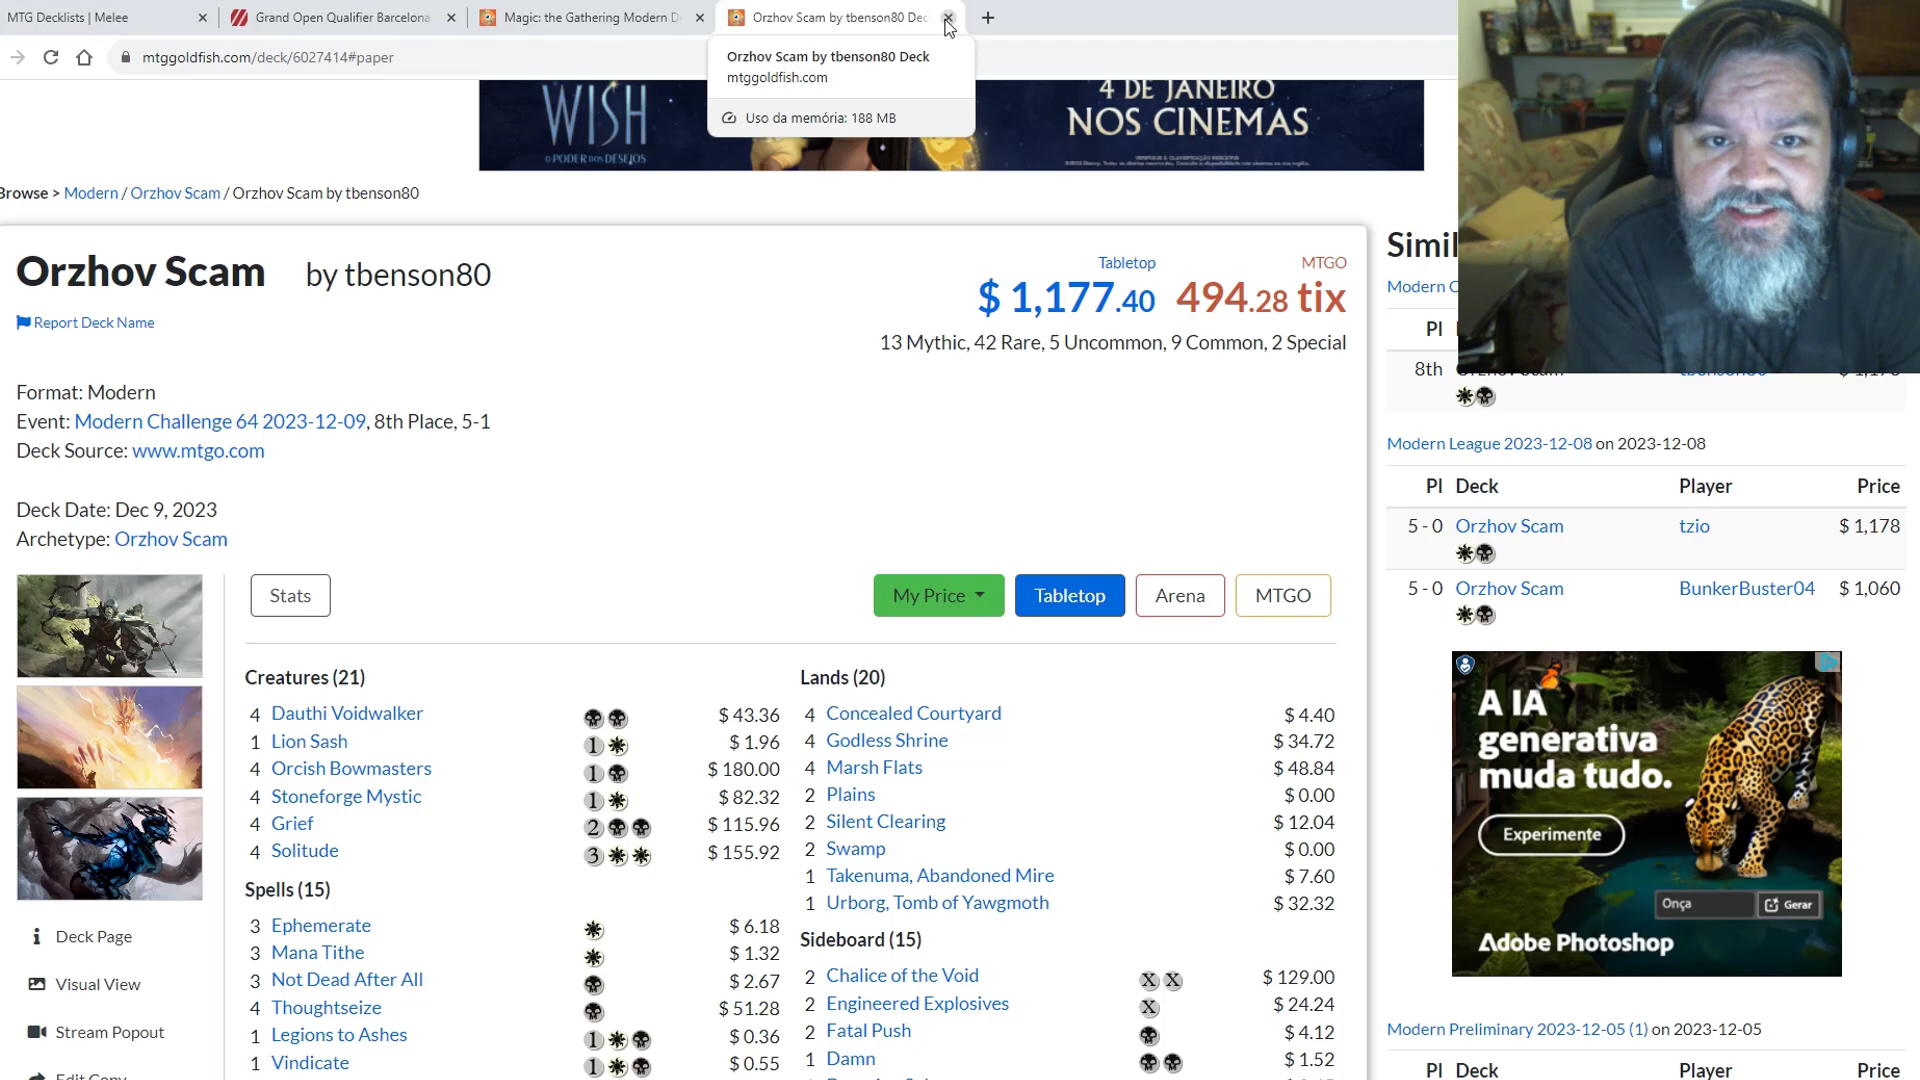 MTG Decklists | Melee
Grand Open Qualifier Barcelona
Magic: the Gathering Modern D
Orzhov Scam by tbenson80 Dec
mtggoldfish.com/deck/6027414#paper
Orzhov Scam by tbenson80 Deck
mtggoldfish.com
Uso da memória: 188 MB
WISH
O PODER DOS DESEJOS
4 DE JANEIRO
NOS CINEMAS
Browse > Modern / Orzhov Scam / Orzhov Scam by tbenson80
Orzhov Scam by tbenson80
Report Deck Name
Tabletop
$ 1,177.40
MTGO
494.28 tix
13 Mythic, 42 Rare, 5 Uncommon, 9 Common, 2 Special
Format: Modern
Event: Modern Challenge 64 2023-12-09, 8th Place, 5-1
Deck Source: www.mtgo.com
Deck Date: Dec 9, 2023
Archetype: Orzhov Scam
Stats
My Price
Tabletop
Arena
MTGO
Creatures (21)
4 Dauthi Voidwalker $ 43.36
1 Lion Sash 1 $ 1.96
4 Orcish Bowmasters 1 $ 180.00
4 Stoneforge Mystic 1 $ 82.32
4 Grief 2 $ 115.96
4 Solitude 3 $ 155.92
Spells (15)
3 Ephemerate $ 6.18
3 Mana Tithe $ 1.32
3 Not Dead After All $ 2.67
4 Thoughtseize $ 51.28
1 Legions to Ashes 1 $ 0.36
1 Vindicate 1 $ 0.55
Lands (20)
4 Concealed Courtyard $ 4.40
4 Godless Shrine $ 34.72
4 Marsh Flats $ 48.84
2 Plains $ 0.00
2 Silent Clearing $ 12.04
2 Swamp $ 0.00
1 Takenuma, Abandoned Mire $ 7.60
1 Urborg, Tomb of Yawgmoth $ 32.32
Sideboard (15)
2 Chalice of the Void X X $ 129.00
2 Engineered Explosives X $ 24.24
2 Fatal Push $ 4.12
1 Damn $ 1.52
Deck Page
Visual View
Stream Popout
Edit Copy
Simil
Modern C
Pl
8th
Modern League 2023-12-08 on 2023-12-08
Pl Deck Player Price
5 - 0 Orzhov Scam tzio $ 1,178
5 - 0 Orzhov Scam BunkerBuster04 $ 1,060
A IA
generativa
muda tudo.
Experimente
Onça
Gerar
Adobe Photoshop
Modern Preliminary 2023-12-05 (1) on 2023-12-05
Pl Deck Player Price